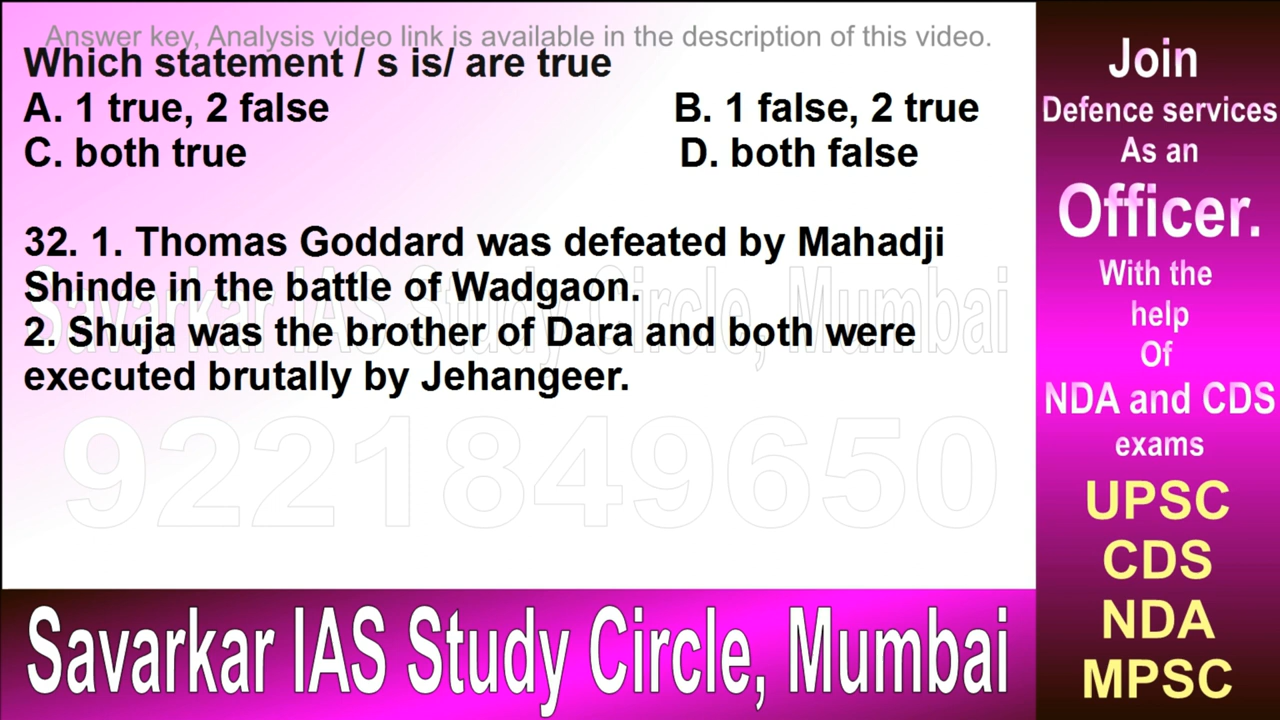 Answer key, Analysis video link is available in the description of this video.
Which statement / s is/ are true
A. 1 true, 2 false B. 1 false, 2 true
C. both true D. both false
32. 1. Thomas Goddard was defeated by Mahadji
Shinde in the battle of Wadgaon.
2. Shuja was the brother of Dara and both were
executed brutally by Jehangeer.
Savarkar IAS Study Circle, Mumbai
9221849650
Savarkar IAS Study Circle, Mumbai
Join
Defence services
As an
Officer.
With the
help
Of
NDA and CDS
exams
UPSC
CDS
NDA
MPSC